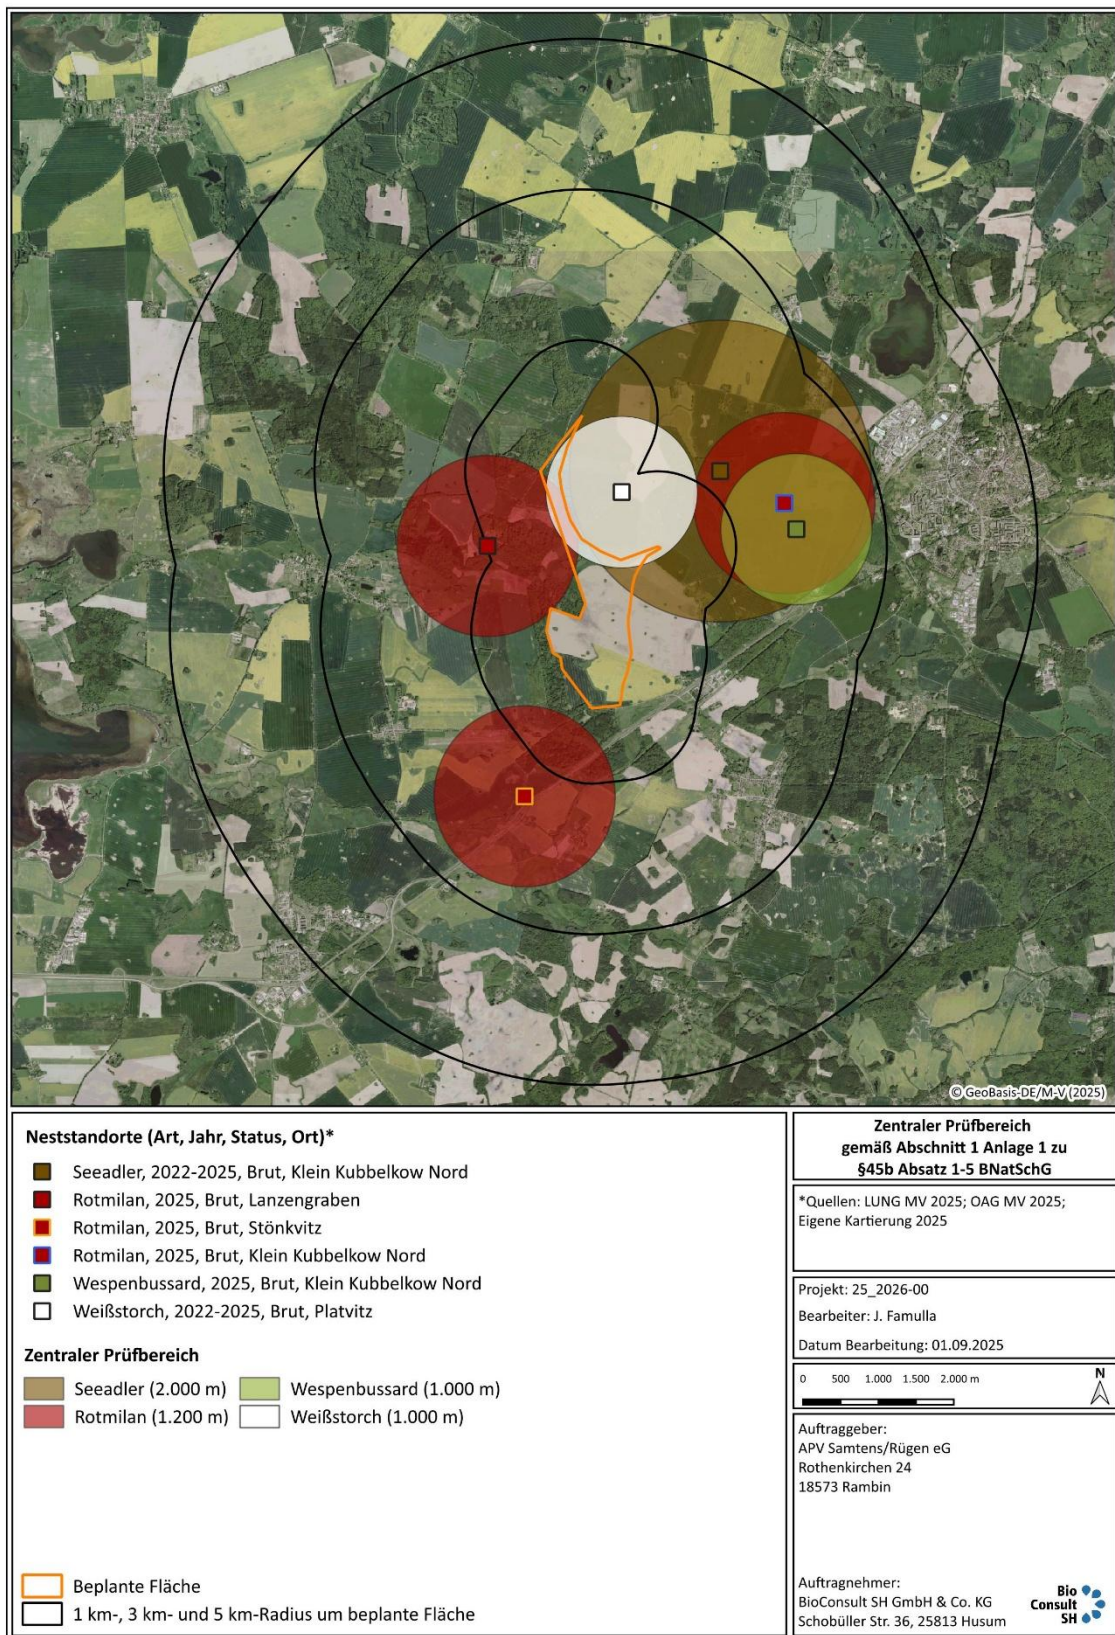 © GeoBasis-DE/M-V (2025)
Neststandorte (Art, Jahr, Status, Ort)*
Seeadler, 2022-2025, Brut, Klein Kubbelkow Nord
Rotmilan, 2025, Brut, Lanzengraben
Rotmilan, 2025, Brut, Stönkvitz
Rotmilan, 2025, Brut, Klein Kubbelkow Nord
Wespenbussard, 2025, Brut, Klein Kubbelkow Nord
Weißstorch, 2022-2025, Brut, Platvitz
Zentraler Prüfbereich
Seeadler (2.000 m)
Wespenbussard (1.000 m)
Rotmilan (1.200 m)
Weißstorch (1.000 m)
Beplante Fläche
1 km-, 3 km- und 5 km-Radius um beplante Fläche
Zentraler Prüfbereich
gemäß Abschnitt 1 Anlage 1 zu
§45b Absatz 1-5 BNatSchG
*Quellen: LUNG MV 2025; OAG MV 2025;
Eigene Kartierung 2025
Projekt: 25_2026-00
Bearbeiter: J. Famulla
Datum Bearbeitung: 01.09.2025
0 500 1.000 1.500 2.000 m
N
Auftraggeber:
APV Samtens/Rügen eG
Rothenkirchen 24
18573 Rambin
Auftragnehmer:
BioConsult SH GmbH & Co. KG
Schobüller Str. 36, 25813 Husum
Bio
Consult
SH